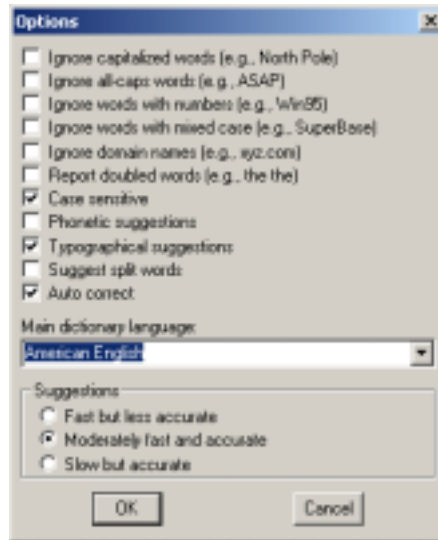 Options
Ignore capitalized words (e.g., North Pole)
Ignore all-caps words (e.g., ASAP)
Ignore words with numbers (e.g., Win95)
Ignore words with mixed case (e.g., SuperBase)
Ignore domain names (e.g., xyz.com)
Report doubled words (e.g., the the)
Case sensitive
Phonetic suggestions
Typographical suggestions
Suggest split words
Auto correct
Main dictionary language:
American English
Suggestions
Fast but less accurate
Moderately fast and accurate
Slow but accurate
OK Cancel